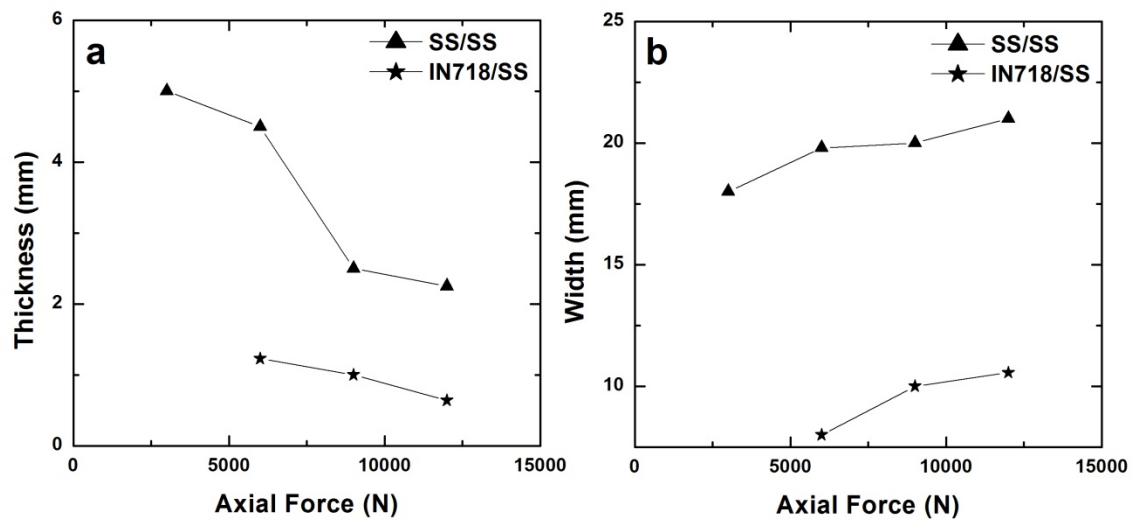 a
SS/SS
IN718/SS
6
4
2
0
Thickness (mm)
0 5000 10000 15000
Axial Force (N)
b
SS/SS
IN718/SS
25
20
15
10
Width (mm)
0 5000 10000 15000
Axial Force (N)